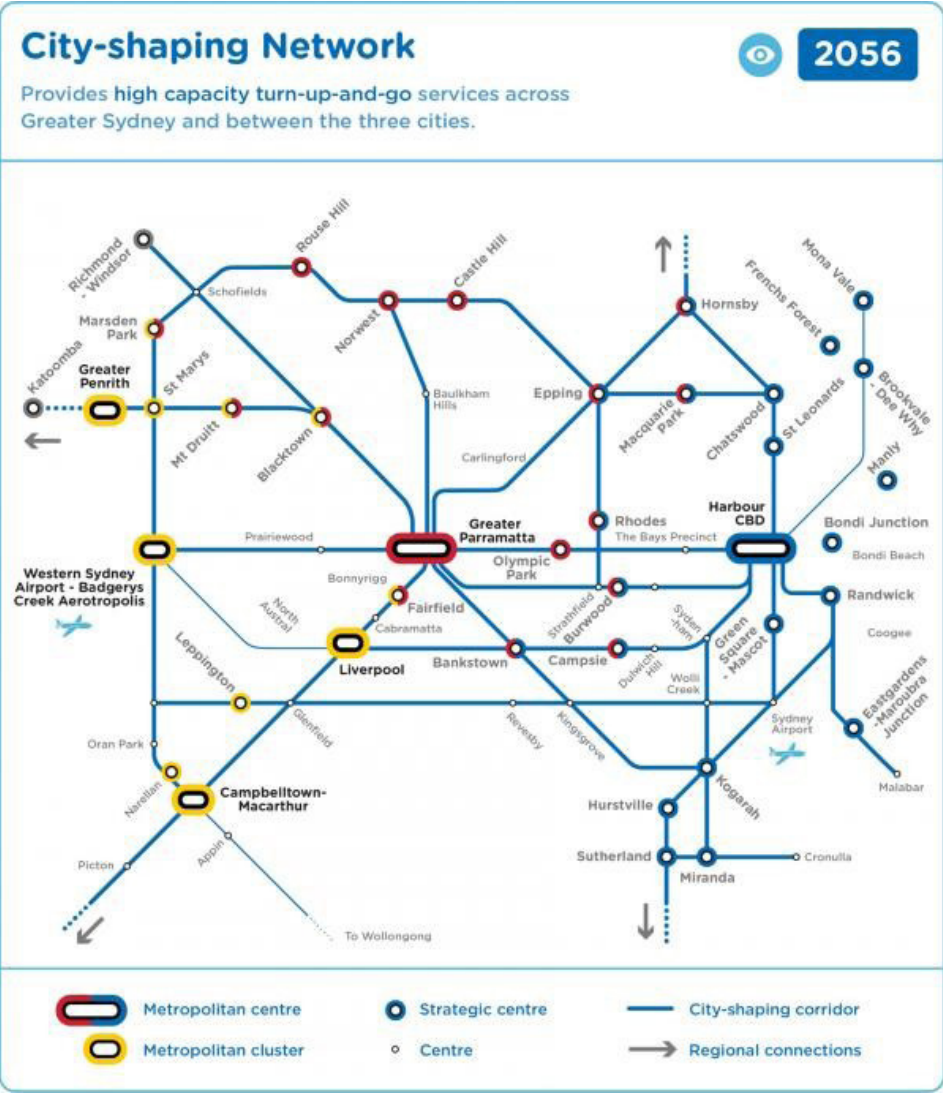 City-shaping Network
2056
Provides high capacity turn-up-and-go services across
Greater Sydney and between the three cities.
Richmond
- Windsor
Schofields
Rouse Hill
Castle Hill
Norwest
Marsden
Park
Katoomba
Greater
Penrith
St Marys
Mt Druitt
Blacktown
Baulkham
Hills
Carlingford
Epping
Hornsby
Macquarie
Park
Chatswood
St Leonards
Frenchs Forest
Mona Vale
Brookvale
- Dee Why
Manly
Harbour
CBD
Bondi Junction
Bondi Beach
Rhodes
The Bays Precinct
Greater
Parramatta
Olympic
Park
Prairiewood
Western Sydney
Airport - Badgerys
Creek Aerotropolis
Bonnyrigg
Fairfield
Cabramatta
North
Austral
Liverpool
Leppington
Bankstown
Strathfield
Burwood
Campsie
Dulwich
Hill
Syden
-ham
Green
Square
- Mascot
Randwick
Coogee
Eastgardens
-Maroubra
Junction
Malabar
Wolli
Creek
Sydney
Airport
Glenfield
Revesby
Kingsgrove
Kogarah
Oran Park
Narellan
Campbelltown-
Macarthur
Picton
Appin
To Wollongong
Hurstville
Sutherland
Miranda
Cronulla
Metropolitan centre
Strategic centre
City-shaping corridor
Metropolitan cluster
Centre
Regional connections